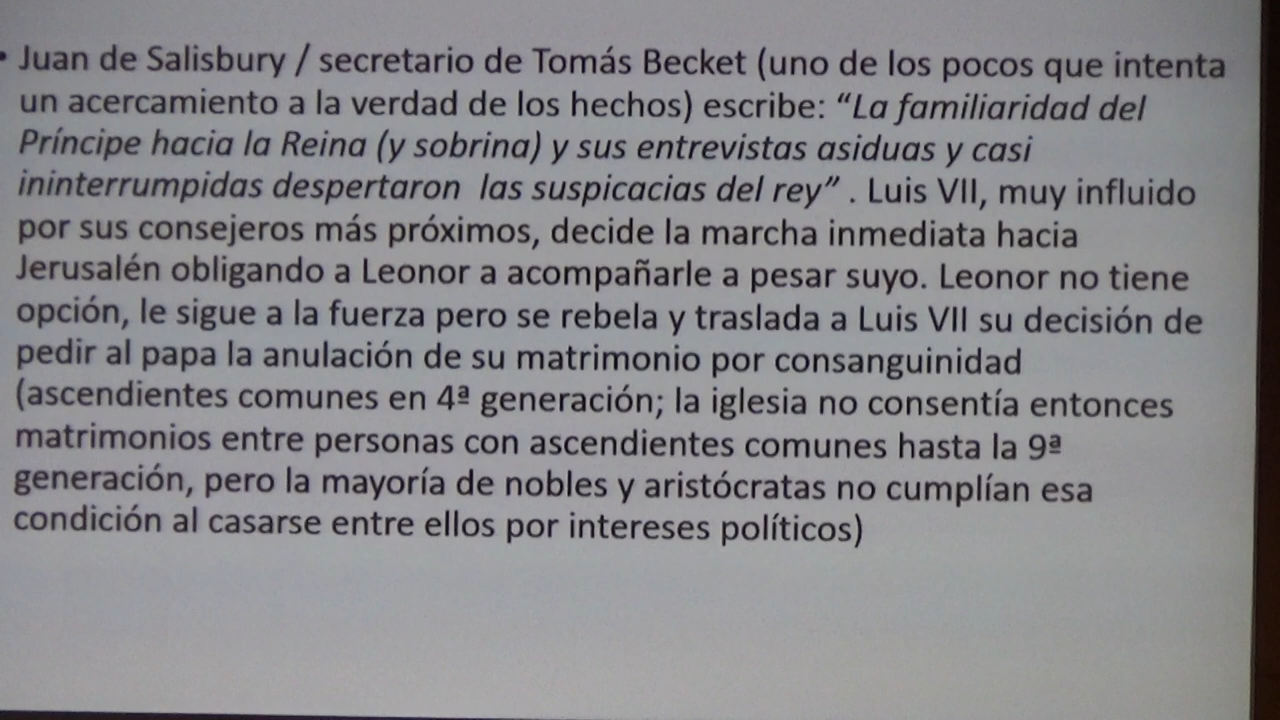 • Juan de Salisbury / secretario de Tomás Becket (uno de los pocos que intenta
un acercamiento a la verdad de los hechos) escribe: “La familiaridad del
Príncipe hacia la Reina (y sobrina) y sus entrevistas asiduas y casi
ininterrumpidas despertaron las suspicacias del rey” . Luis VII, muy influido
por sus consejeros más próximos, decide la marcha inmediata hacia
Jerusalén obligando a Leonor a acompañarle a pesar suyo. Leonor no tiene
opción, le sigue a la fuerza pero se rebela y traslada a Luis VII su decisión de
pedir al papa la anulación de su matrimonio por consanguinidad
(ascendientes comunes en 4ª generación; la iglesia no consentía entonces
matrimonios entre personas con ascendientes comunes hasta la 9ª
generación, pero la mayoría de nobles y aristócratas no cumplían esa
condición al casarse entre ellos por intereses políticos)